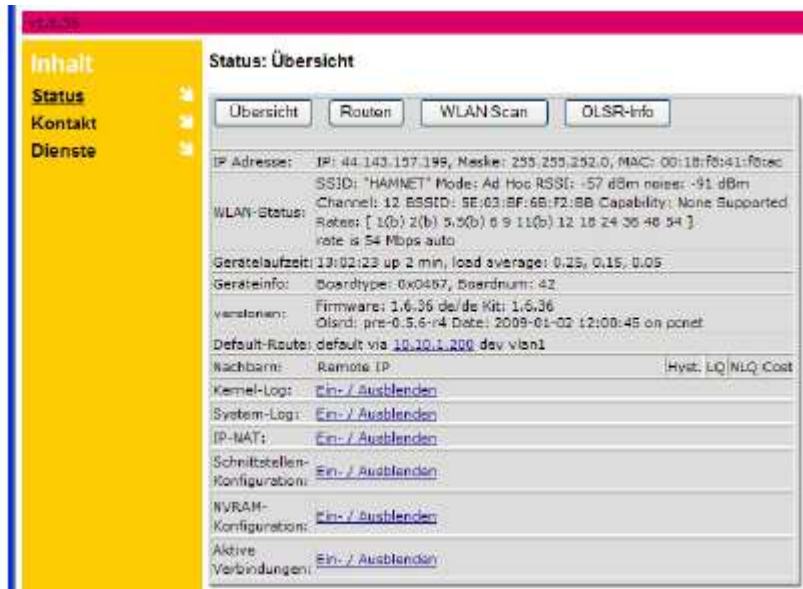 v1.6.36
Inhalt
Status
Kontakt
Dienste
Status: Übersicht
Übersicht Routen WLAN Scan OLSR-Info
IP Adresse: IP: 44.143.157.199, Maske: 255.255.252.0, MAC: 00:18:f8:41:f8:ec
WLAN-Status: SSID: "HAMNET" Mode: Ad Hoc RSSI: -57 dBm noise: -91 dBm
Channel: 12 BSSID: 5E:63:BF:6B:F2:BB Capability: None Supported
Rates: [ 1(b) 2(b) 5.5(b) 6 9 11(b) 12 18 24 36 48 54 ]
rate is 54 Mbps auto
Gerätelaufzeit: 13:02:23 up 2 min, load average: 0.25, 0.15, 0.05
Geräteinfo: Boardtype: 0x0467, Boardnum: 42
versionen: Firmware: 1.6.36 de/de Kit: 1.6.36
Olsrd: pre-0.5.6-r4 Date: 2009-01-02 12:08:45 on pcnet
Default-Route: default via 10.10.1.200 dev vlan1
Nachbarn: Remote IP Hyst. LQ NLQ Cost
Kernel-Log: Ein- / Ausblenden
System-Log: Ein- / Ausblenden
IP-NAT: Ein- / Ausblenden
Schnittstellen-
Konfiguration: Ein- / Ausblenden
NVRAM-
Konfiguration: Ein- / Ausblenden
Aktive
Verbindungen: Ein- / Ausblenden